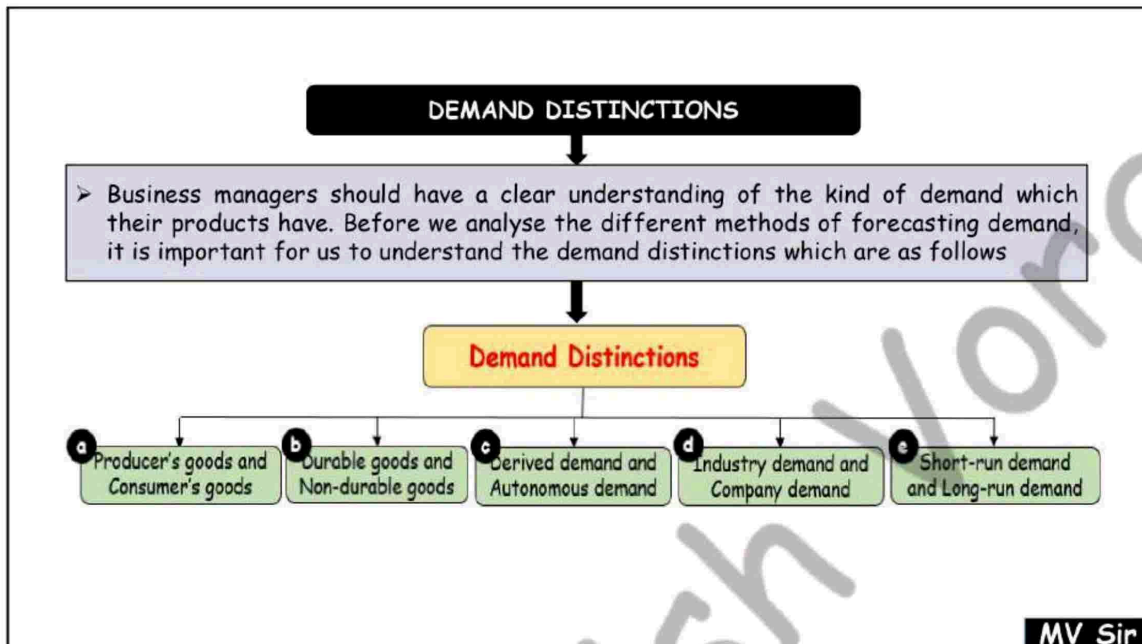 DEMAND DISTINCTIONS
➢ Business managers should have a clear understanding of the kind of demand which
their products have. Before we analyse the different methods of forecasting demand,
it is important for us to understand the demand distinctions which are as follows
Demand Distinctions
a
Producer's goods and
Consumer's goods
b
Durable goods and
Non-durable goods
c
Derived demand and
Autonomous demand
d
Industry demand and
Company demand
e
Short-run demand
and Long-run demand
MV Sir